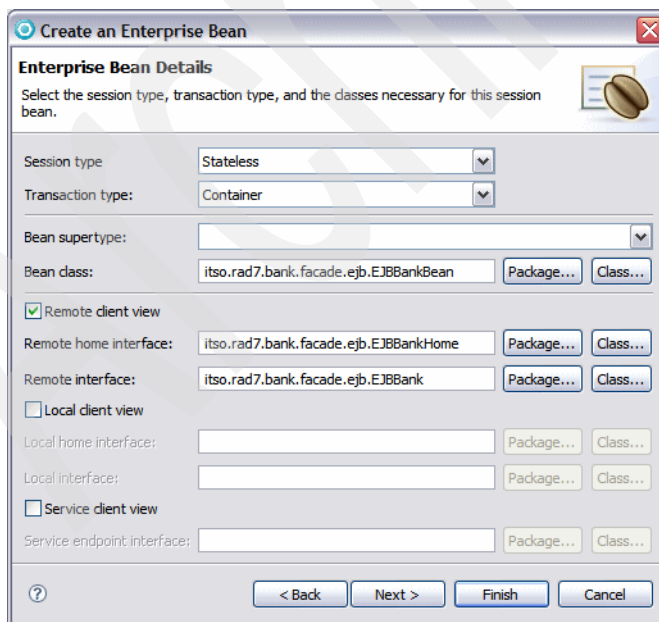 Create an Enterprise Bean
Enterprise Bean Details
Select the session type, transaction type, and the classes necessary for this session
bean.
Session type Stateless
Transaction type: Container
Bean supertype:
Bean class: itso.rad7.bank.facade.ejb.EJBBankBean Package... Class...
Remote client view
Remote home interface: itso.rad7.bank.facade.ejb.EJBBankHome Package... Class...
Remote interface: itso.rad7.bank.facade.ejb.EJBBank Package... Class...
Local client view
Local home interface: Package... Class...
Local interface: Package... Class...
Service client view
Service endpoint interface: Package... Class...
? < Back Next > Finish Cancel